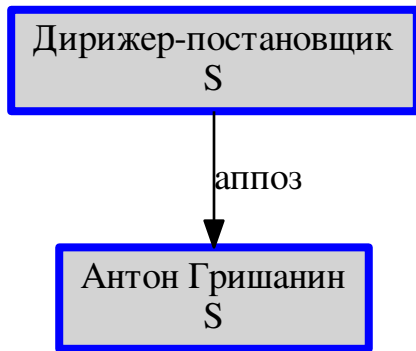 Дирижер-постановщик
S
аппоз
Антон Гришанин
S